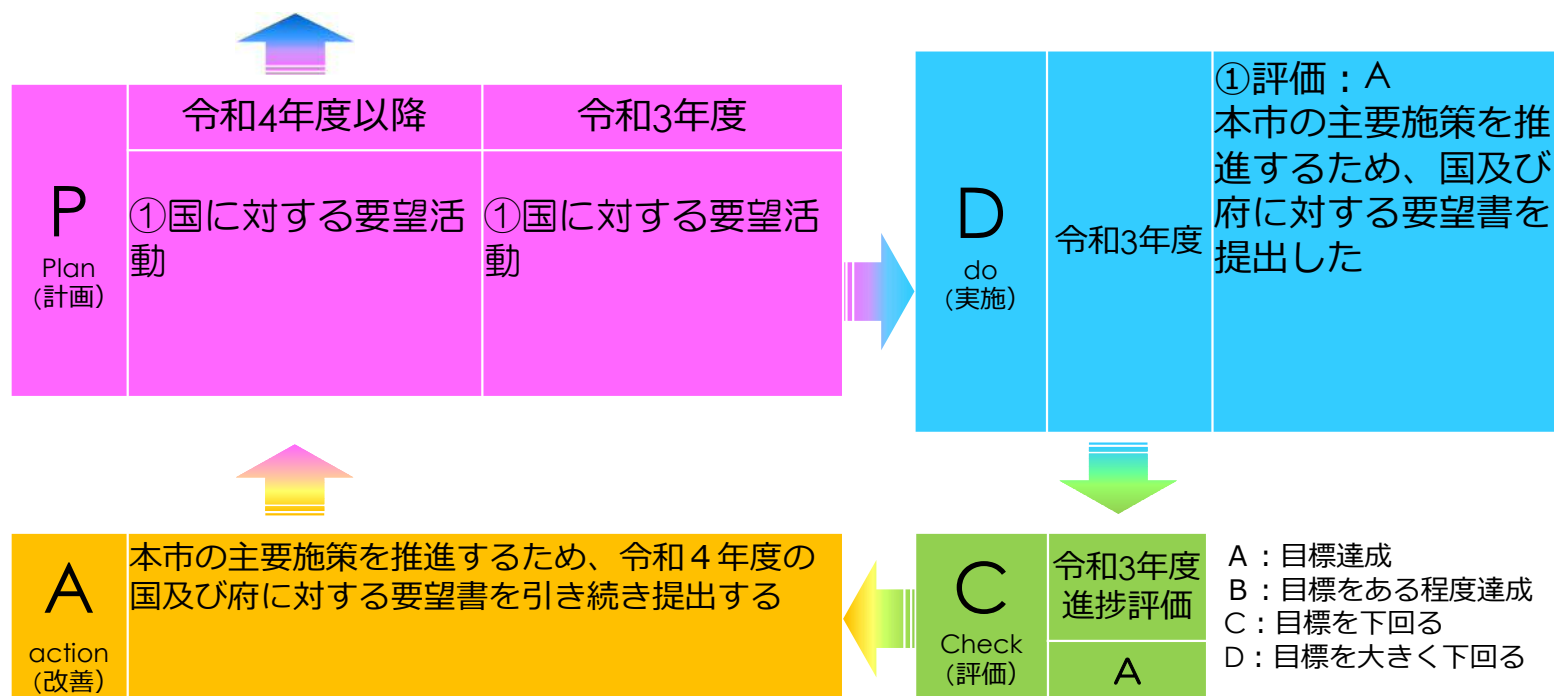 P
Plan
(計画)
令和4年度以降
令和3年度
①国に対する要望活
動
①国に対する要望活
動
D
do
(実施)
令和3年度
①評価：A
本市の主要施策を推
進するため、国及び
府に対する要望書を
提出した
A
action
(改善)
本市の主要施策を推進するため、令和４年度の
国及び府に対する要望書を引き続き提出する
C
Check
(評価)
令和3年度
進捗評価
A
A：目標達成
B：目標をある程度達成
C：目標を下回る
D：目標を大きく下回る